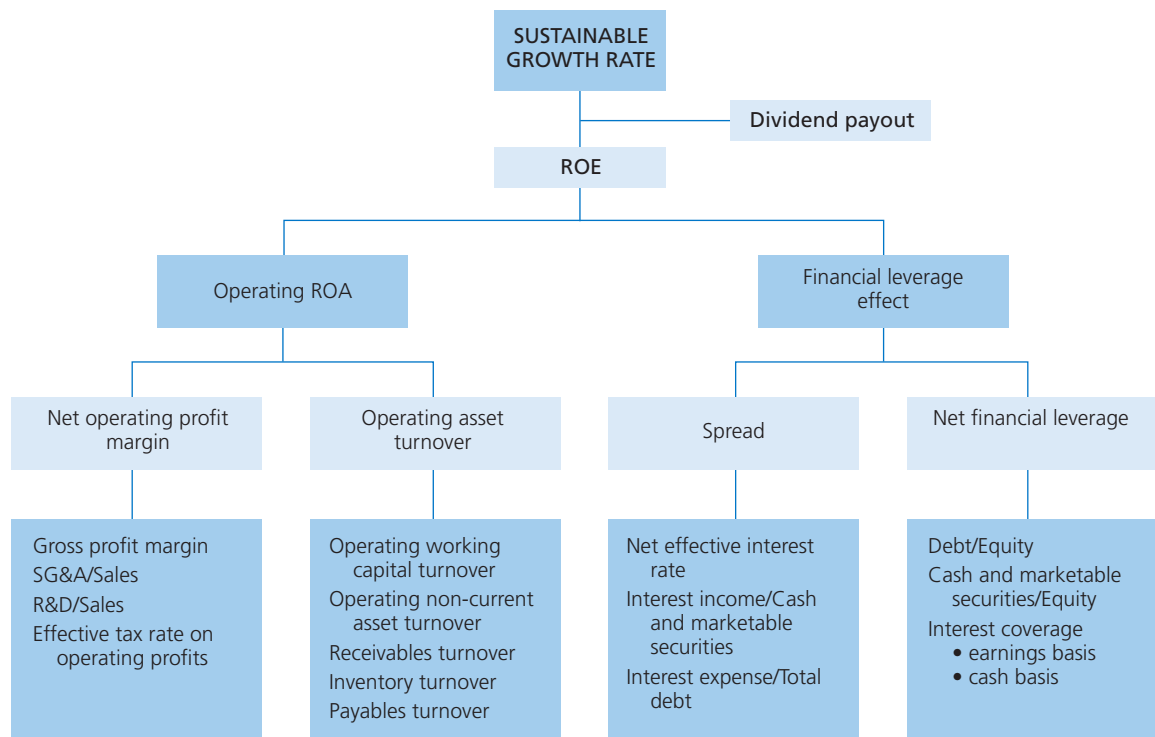 SUSTAINABLE
GROWTH RATE
Dividend payout
ROE
Operating ROA
Financial leverage
effect
Net operating profit
margin
Operating asset
turnover
Spread
Net financial leverage
Gross profit margin
SG&A/Sales
R&D/Sales
Effective tax rate on
operating profits
Operating working
capital turnover
Operating non-current
asset turnover
Receivables turnover
Inventory turnover
Payables turnover
Net effective interest
rate
Interest income/Cash
and marketable
securities
Interest expense/Total
debt
Debt/Equity
Cash and marketable
securities/Equity
Interest coverage
• earnings basis
• cash basis